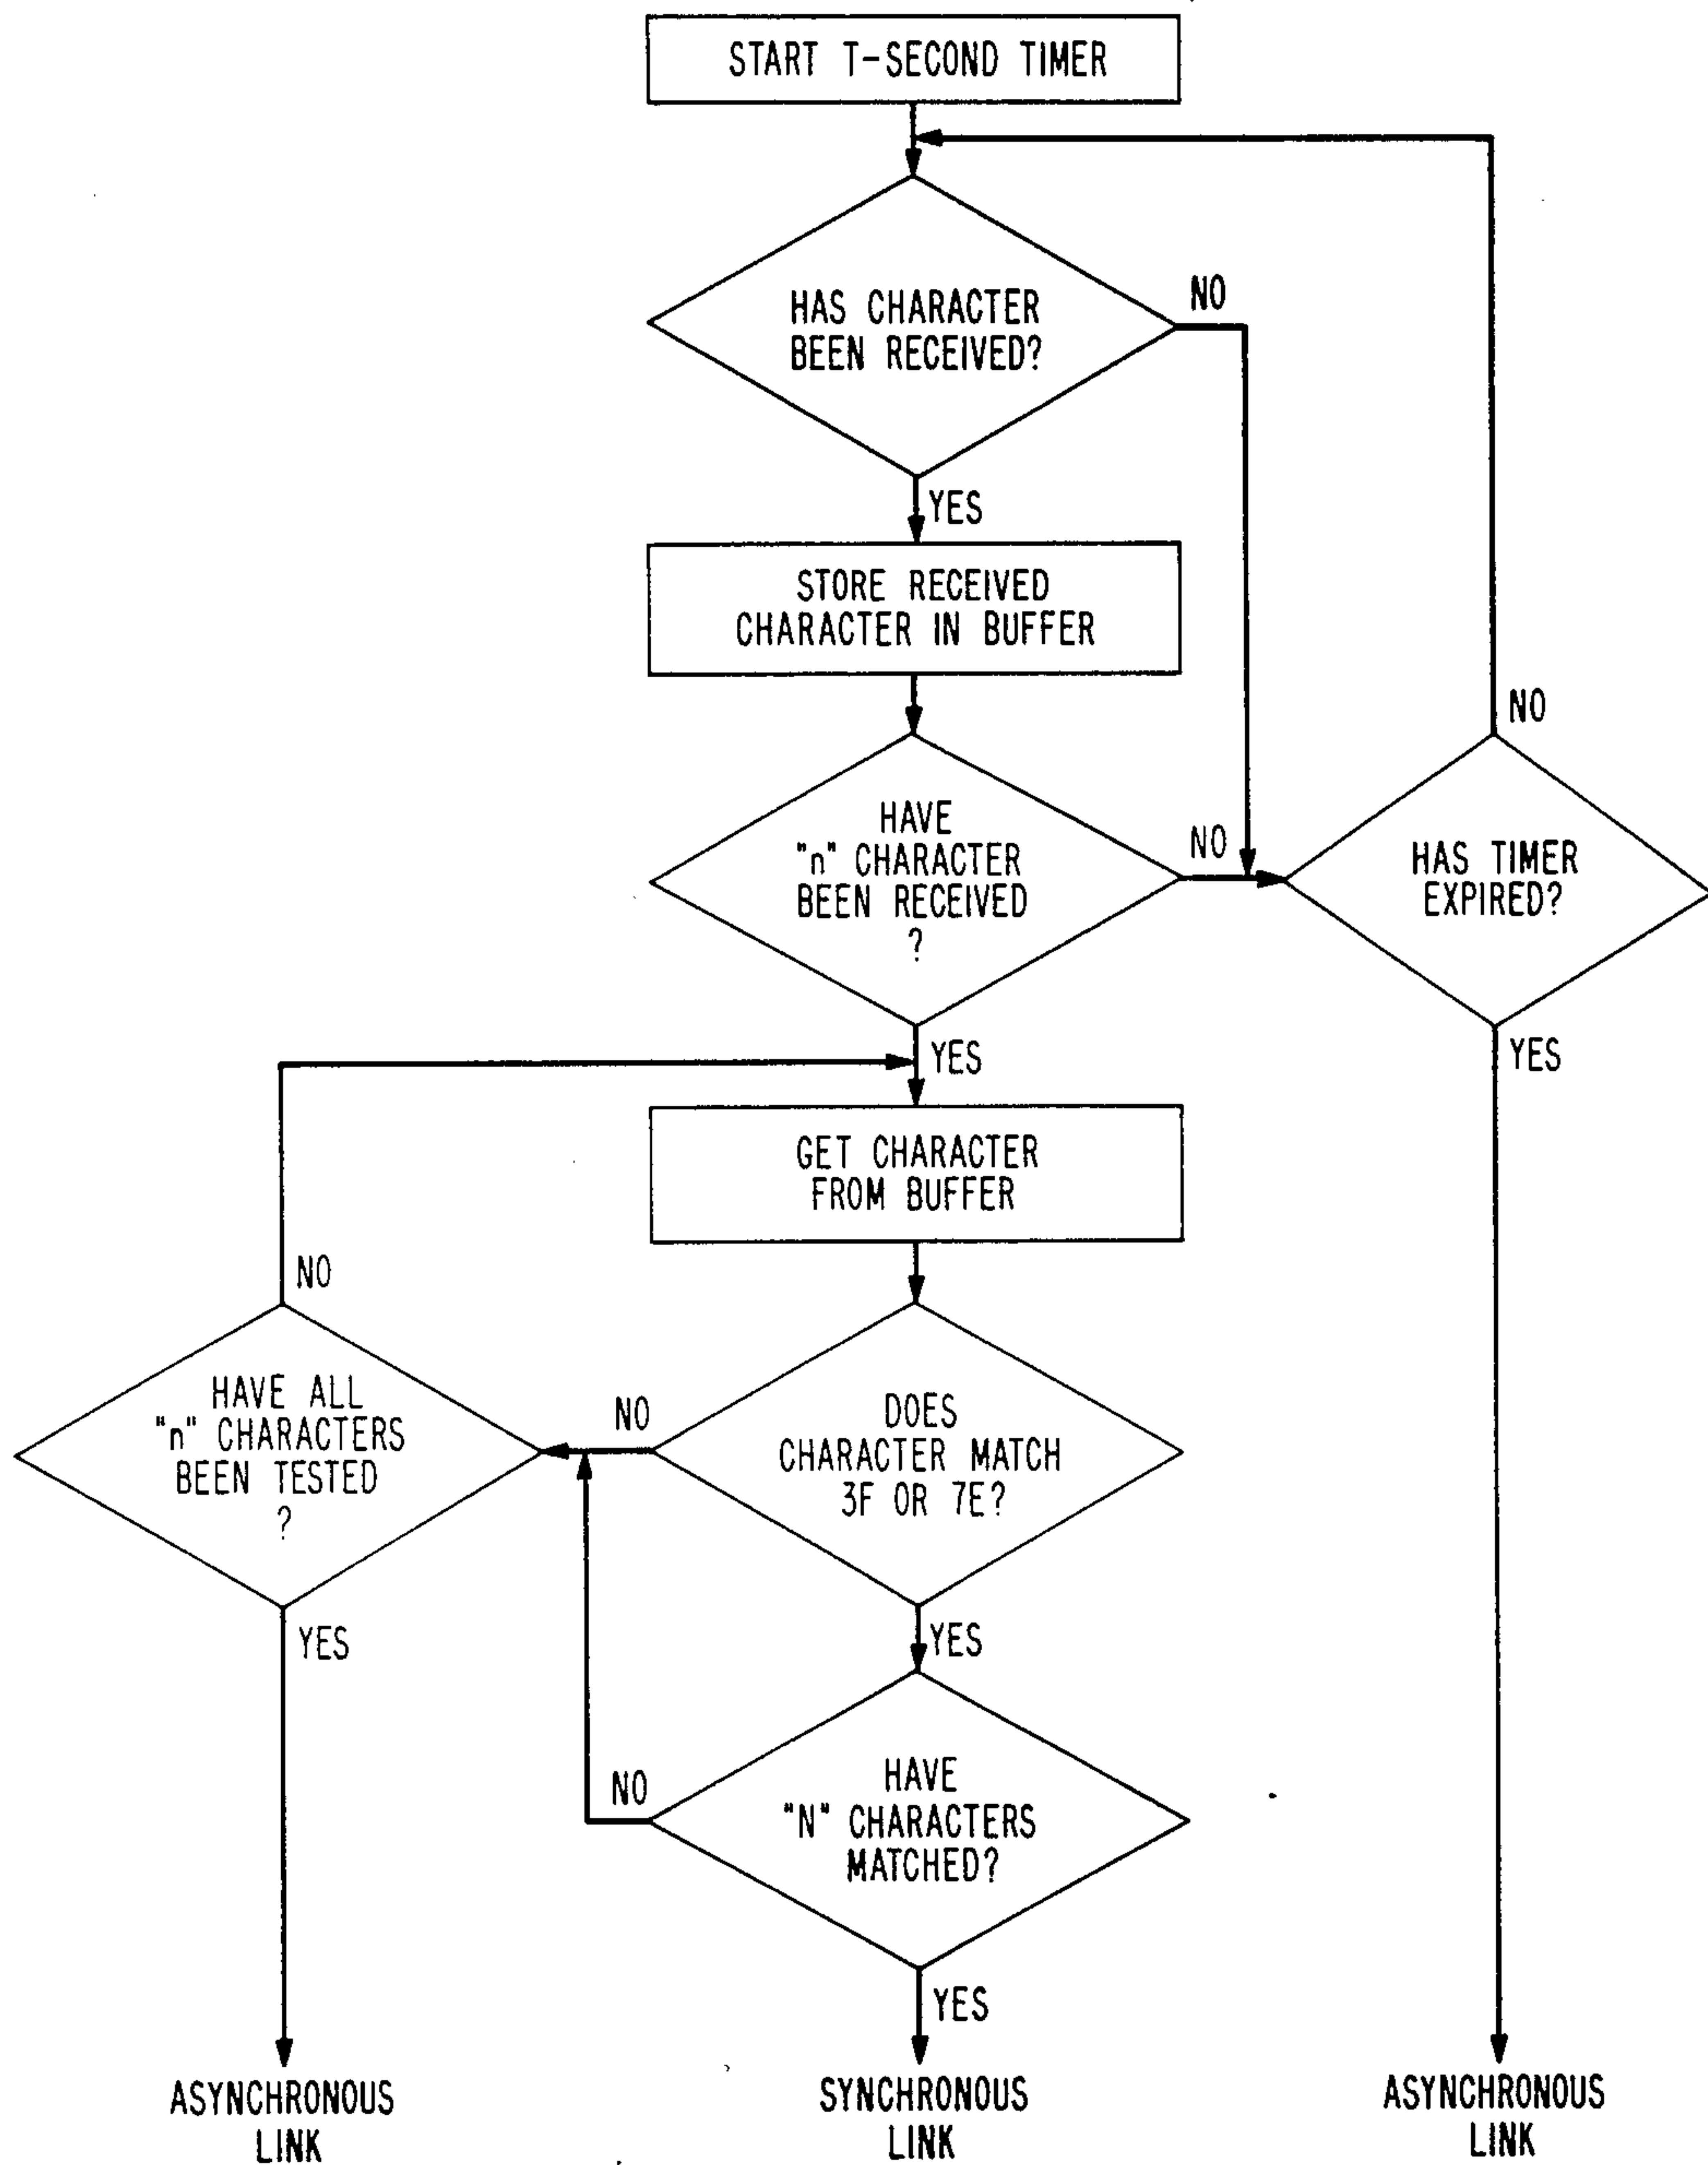 START T-SECOND TIMER
HAS CHARACTER
BEEN RECEIVED?
NO
YES
STORE RECEIVED
CHARACTER IN BUFFER
NO
HAVE
"n" CHARACTER
BEEN RECEIVED
?
NO
HAS TIMER
EXPIRED?
YES
YES
GET CHARACTER
FROM BUFFER
NO
HAVE ALL
"n" CHARACTERS
BEEN TESTED
?
NO
DOES
CHARACTER MATCH
3F OR 7E?
YES
YES
HAVE
"N" CHARACTERS
MATCHED?
NO
YES
ASYNCHRONOUS
LINK
SYNCHRONOUS
LINK
ASYNCHRONOUS
LINK